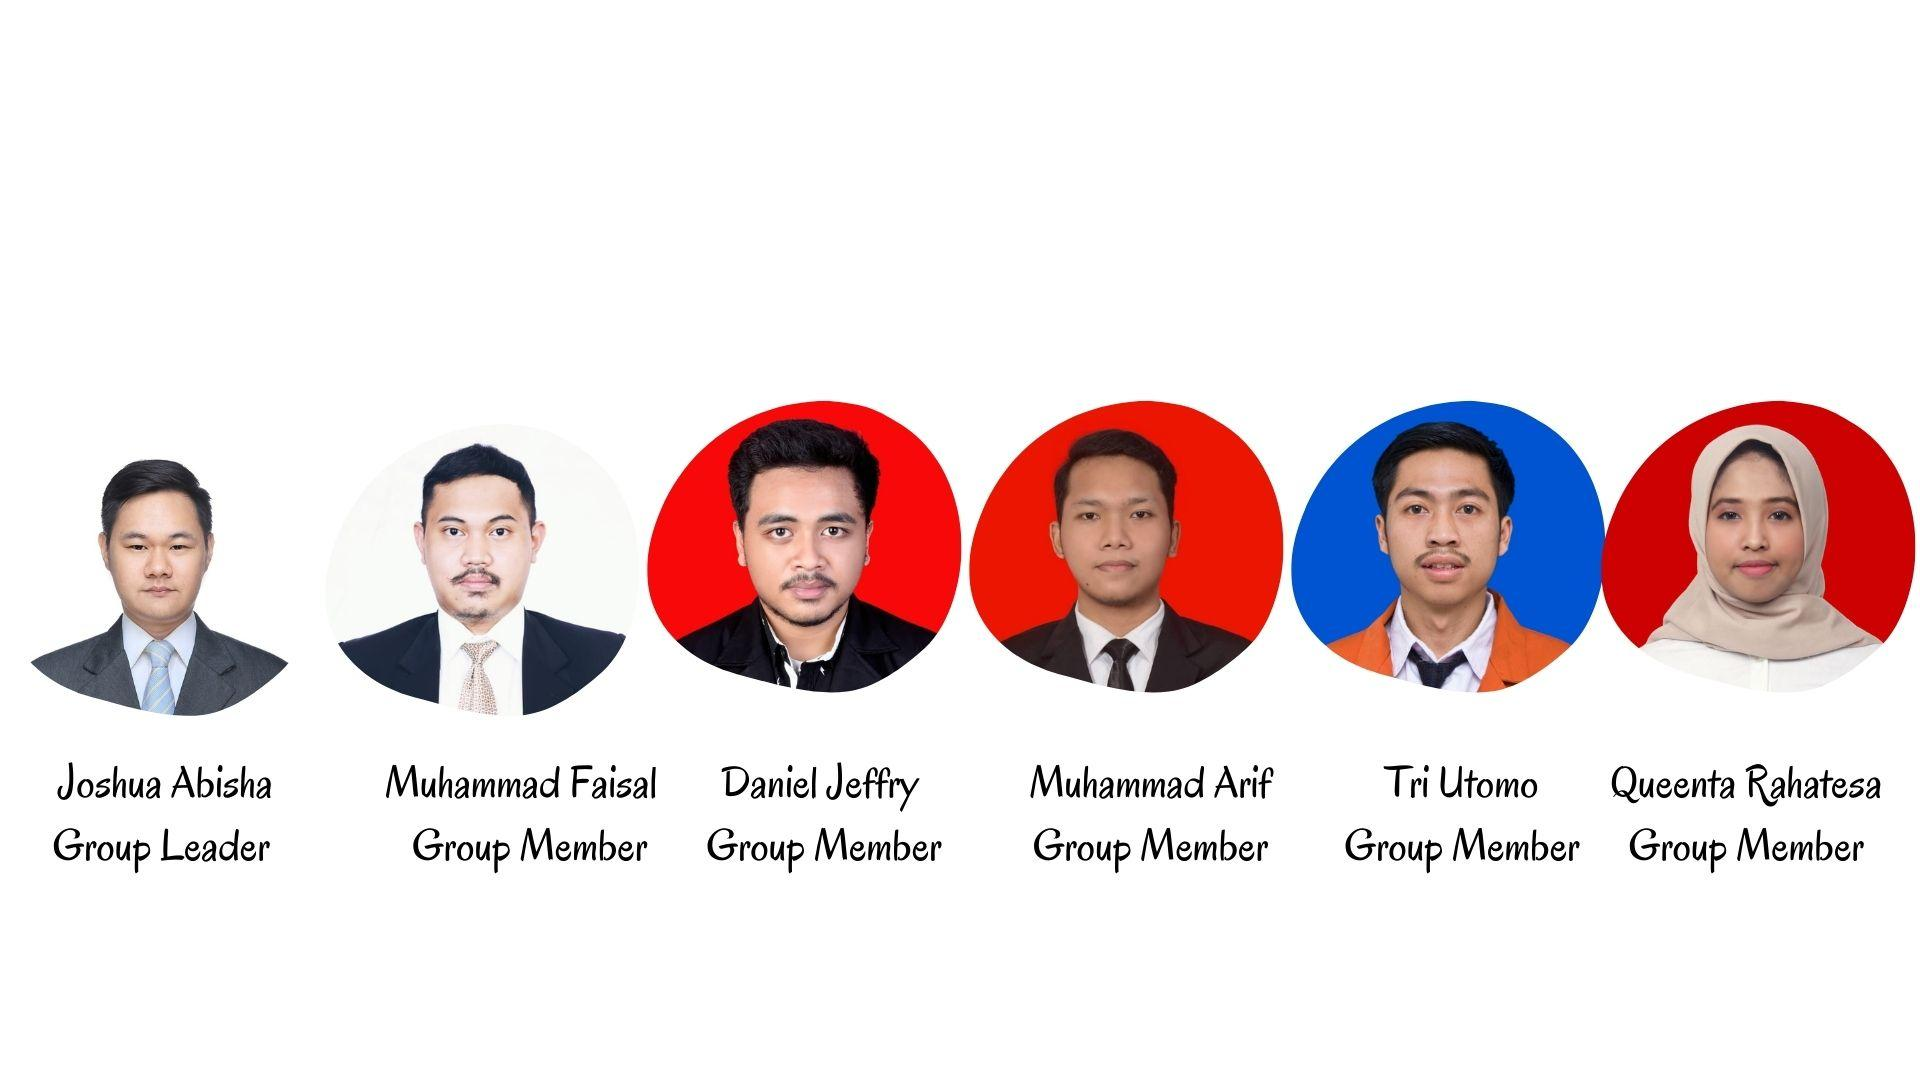 Joshua Abisha
Group Leader
Muhammad Faisal
Group Member
Daniel Jeffry
Group Member
Muhammad Arif
Group Member
Tri Utomo
Group Member
Queenta Rahatesa
Group Member